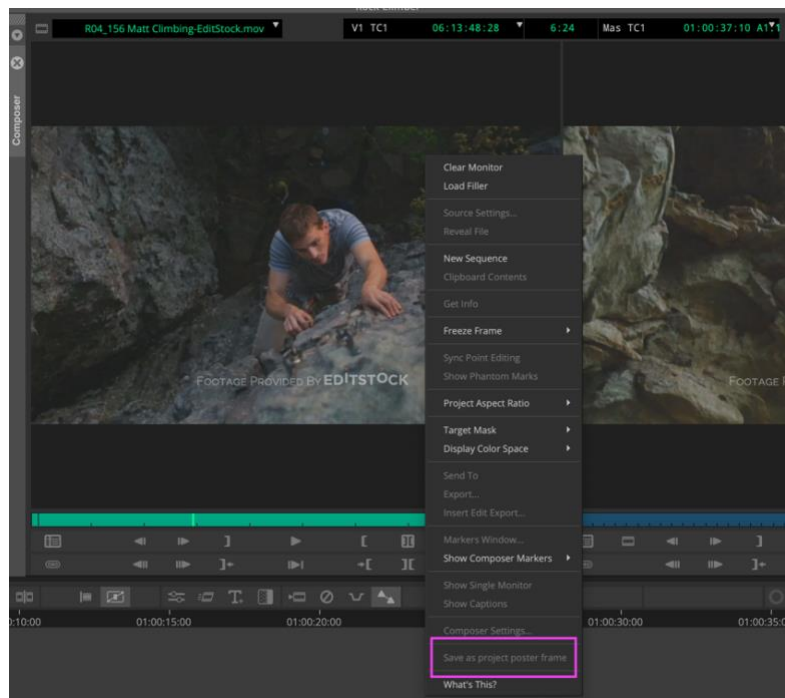 R04_156 Matt Climbing-EditStock.mov
V1 TC1
06:13:48:28
6:24
Mas TC1
01:00:37:10 A1.1
Composer
Clear Monitor
Load Filler
Source Settings...
Reveal File
New Sequence
Clipboard Contents
Get Info
Freeze Frame
Sync Point Editing
Show Phantom Marks
Project Aspect Ratio
Target Mask
Display Color Space
Send To
Export...
Insert Edit Export...
Markers Window...
Show Composer Markers
Show Single Monitor
Show Captions
Composer Settings...
Save as project poster frame
What's This?
FOOTAGE PROVIDED BY EDITSTOCK
FOOTAGE
:10:00
01:00:15:00
01:00:20:00
01:00:30:00
01:00:35: